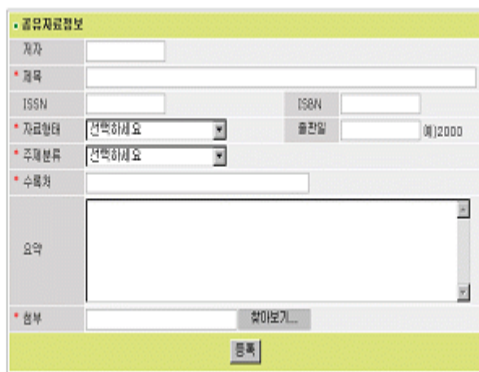 공유자료정보
저자
* 제목
ISSN ISBN
* 자료형태 선택하세요 출판일 예)2000
* 주제분류 선택하세요
* 수록처
요약
* 첨부 찾아보기...
등록